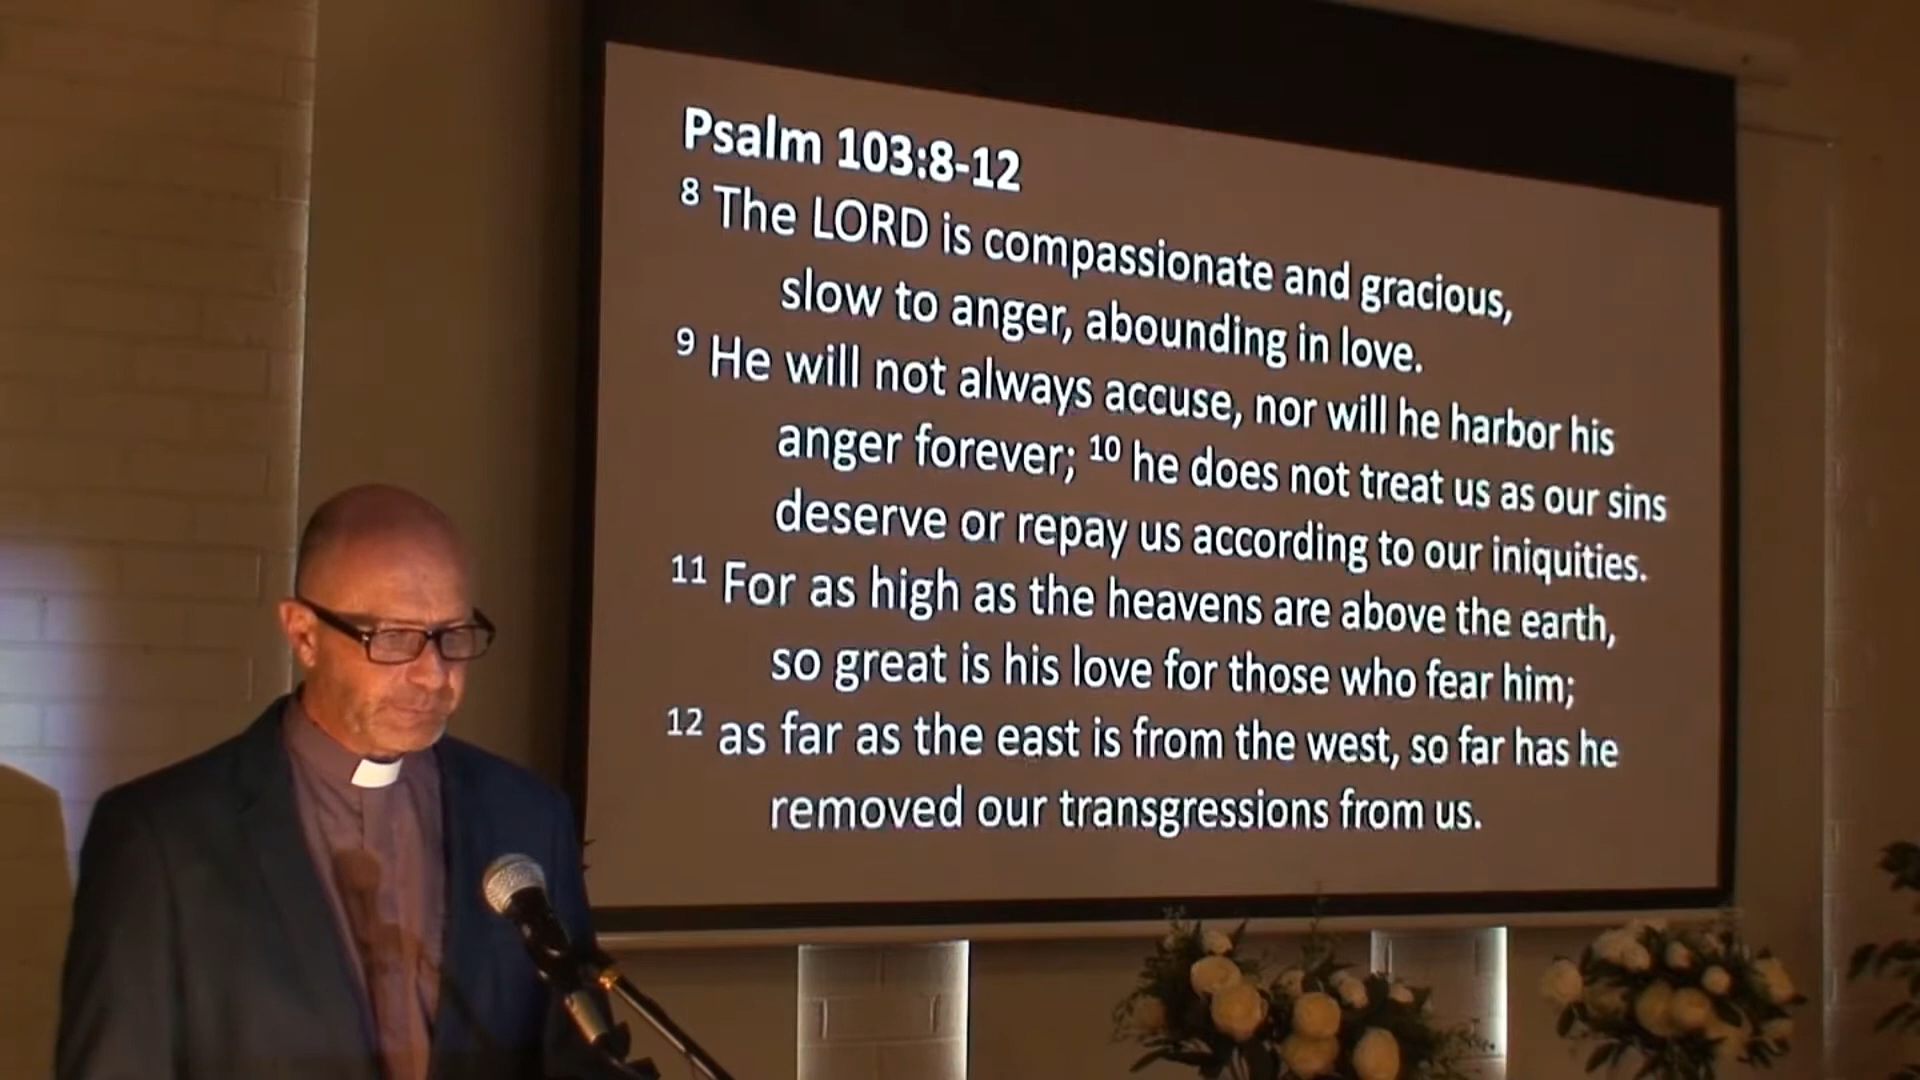 Psalm 103:8-12
8 The LORD is compassionate and gracious,
slow to anger, abounding in love.
9 He will not always accuse, nor will he harbor his
anger forever; 10 he does not treat us as our sins
deserve or repay us according to our iniquities.
11 For as high as the heavens are above the earth,
so great is his love for those who fear him;
12 as far as the east is from the west, so far has he
removed our transgressions from us.